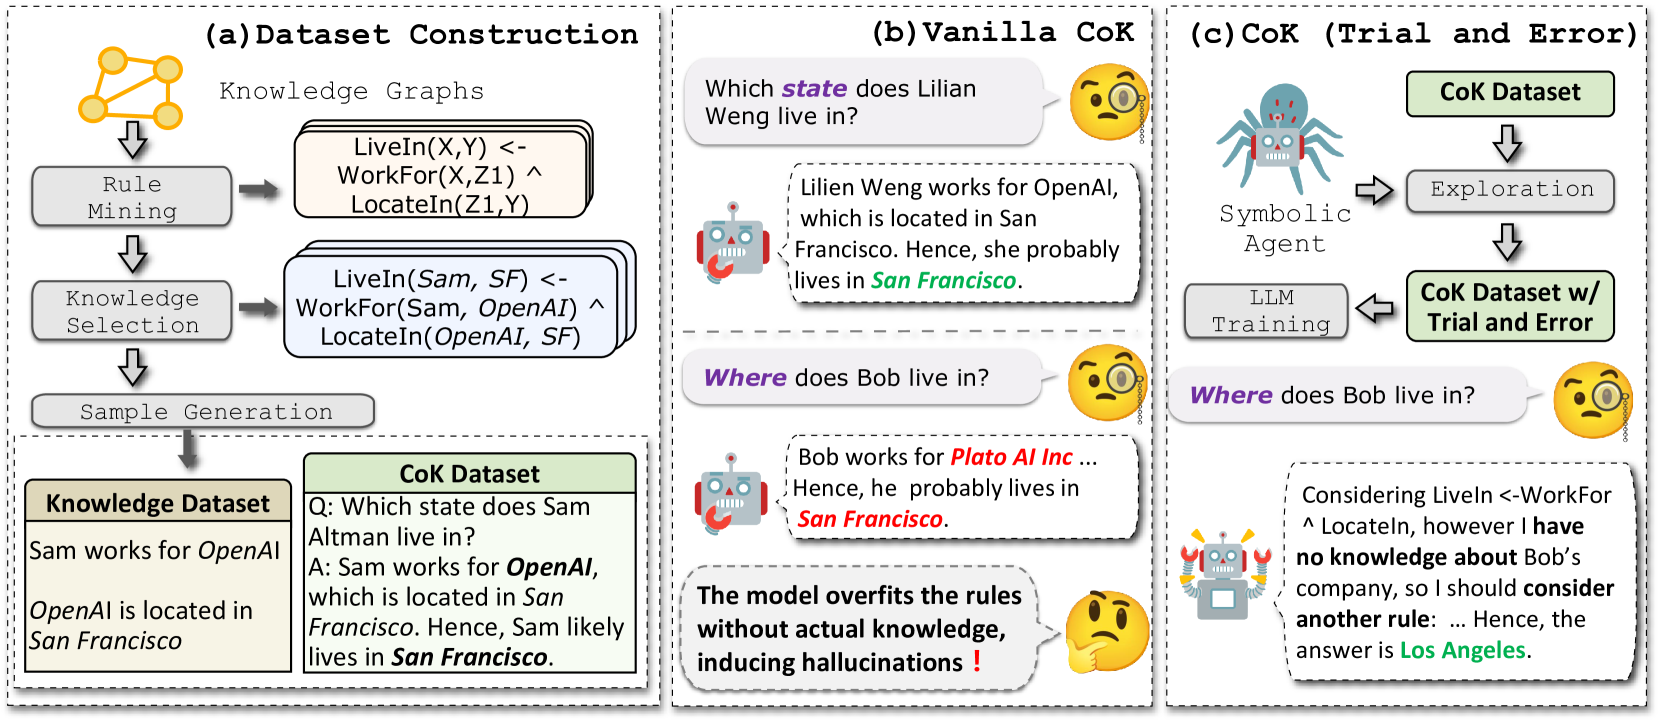 (a)Dataset Construction
Knowledge Graphs
Rule
Mining
LiveIn(X,Y) <-
WorkFor(X,Z1) ^
LocateIn(Z1,Y)
Knowledge
Selection
LiveIn(Sam, SF) <-
WorkFor(Sam, OpenAI) ^
LocateIn(OpenAI, SF)
Sample Generation
Knowledge Dataset
Sam works for OpenAI
OpenAI is located in
San Francisco
CoK Dataset
Q: Which state does Sam
Altman live in?
A: Sam works for OpenAI,
which is located in San
Francisco. Hence, Sam likely
lives in San Francisco.
(b)Vanilla CoK
Which state does Lilian
Weng live in?
Lilien Weng works for OpenAI,
which is located in San
Francisco. Hence, she probably
lives in San Francisco.
Where does Bob live in?
Bob works for Plato AI Inc ...
Hence, he probably lives in
San Francisco.
The model overfits the rules
without actual knowledge,
inducing hallucinations !
(c)CoK (Trial and Error)
CoK Dataset
Symbolic
Agent
Exploration
CoK Dataset w/
Trial and Error
LLM
Training
Where does Bob live in?
Considering LiveIn <-WorkFor
^ LocateIn, however I have
no knowledge about Bob's
company, so I should consider
another rule: ... Hence, the
answer is Los Angeles.